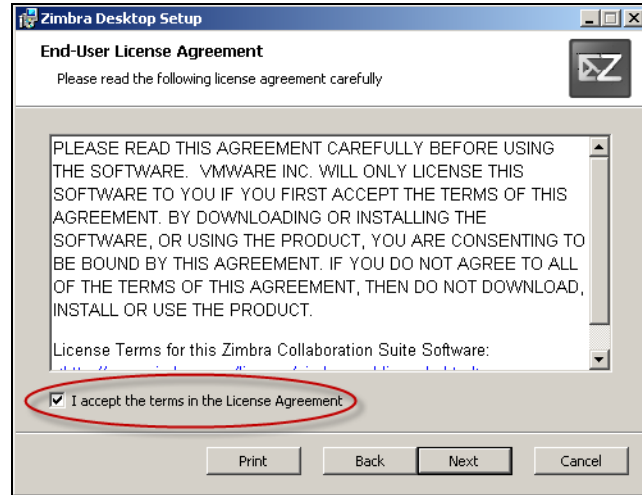 Zimbra Desktop Setup
End-User License Agreement
Please read the following license agreement carefully
PLEASE READ THIS AGREEMENT CAREFULLY BEFORE USING
THE SOFTWARE. VMWARE INC. WILL ONLY LICENSE THIS
SOFTWARE TO YOU IF YOU FIRST ACCEPT THE TERMS OF THIS
AGREEMENT. BY DOWNLOADING OR INSTALLING THE
SOFTWARE, OR USING THE PRODUCT, YOU ARE CONSENTING TO
BE BOUND BY THIS AGREEMENT. IF YOU DO NOT AGREE TO ALL
OF THE TERMS OF THIS AGREEMENT, THEN DO NOT DOWNLOAD,
INSTALL OR USE THE PRODUCT.
License Terms for this Zimbra Collaboration Suite Software:
I accept the terms in the License Agreement
Print Back Next Cancel